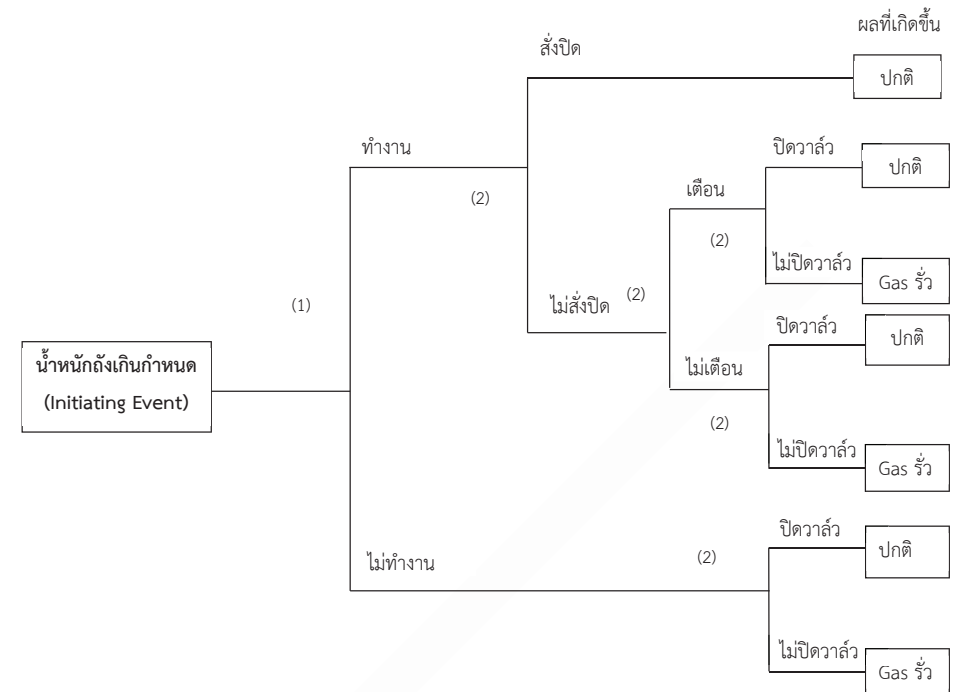 ผลที่เกิดขึ้น
สั่งปิด
ปกติ
ทำงาน
ปิดวาล์ว
ปกติ
(2)
เตือน
(2)
ไม่ปิดวาล์ว
Gas รั่ว
(1)
ไม่สั่งปิด
(2)
ปิดวาล์ว
ปกติ
น้ำหนักถังเกินกำหนด
(Initiating Event)
ไม่เตือน
(2)
ไม่ปิดวาล์ว
Gas รั่ว
ปิดวาล์ว
ปกติ
ไม่ทำงาน
(2)
ไม่ปิดวาล์ว
Gas รั่ว